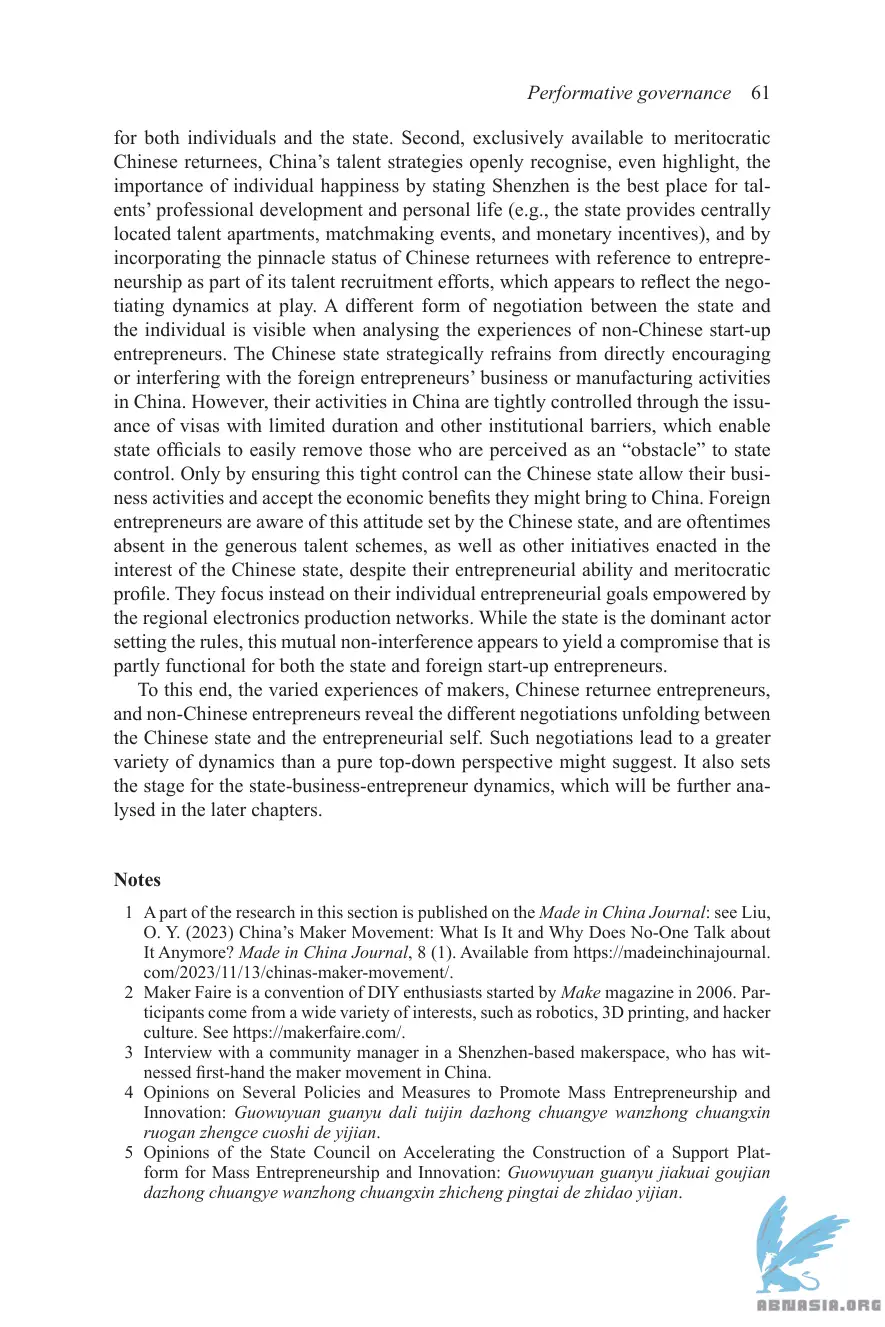 Performative governance 61
for both individuals and the state. Second, exclusively available to meritocratic
Chinese returnees, China's talent strategies openly recognise, even highlight, the
importance of individual happiness by stating Shenzhen is the best place for tal-
ents' professional development and personal life (e.g., the state provides centrally
located talent apartments, matchmaking events, and monetary incentives), and by
incorporating the pinnacle status of Chinese returnees with reference to entrepre-
neurship as part of its talent recruitment efforts, which appears to reflect the nego-
tiating dynamics at play. A different form of negotiation between the state and
the individual is visible when analysing the experiences of non-Chinese start-up
entrepreneurs. The Chinese state strategically refrains from directly encouraging
or interfering with the foreign entrepreneurs' business or manufacturing activities
in China. However, their activities in China are tightly controlled through the issu-
ance of visas with limited duration and other institutional barriers, which enable
state officials to easily remove those who are perceived as an “obstacle” to state
control. Only by ensuring this tight control can the Chinese state allow their busi-
ness activities and accept the economic benefits they might bring to China. Foreign
entrepreneurs are aware of this attitude set by the Chinese state, and are oftentimes
absent in the generous talent schemes, as well as other initiatives enacted in the
interest of the Chinese state, despite their entrepreneurial ability and meritocratic
profile. They focus instead on their individual entrepreneurial goals empowered by
the regional electronics production networks. While the state is the dominant actor
setting the rules, this mutual non-interference appears to yield a compromise that is
partly functional for both the state and foreign start-up entrepreneurs.
To this end, the varied experiences of makers, Chinese returnee entrepreneurs,
and non-Chinese entrepreneurs reveal the different negotiations unfolding between
the Chinese state and the entrepreneurial self. Such negotiations lead to a greater
variety of dynamics than a pure top-down perspective might suggest. It also sets
the stage for the state-business-entrepreneur dynamics, which will be further ana-
lysed in the later chapters.
Notes
1 A part of the research in this section is published on the Made in China Journal: see Liu,
O. Y. (2023) China's Maker Movement: What Is It and Why Does No-One Talk about
It Anymore? Made in China Journal, 8 (1). Available from https://madeinchinajournal.
com/2023/11/13/chinas-maker-movement/.
2 Maker Faire is a convention of DIY enthusiasts started by Make magazine in 2006. Par-
ticipants come from a wide variety of interests, such as robotics, 3D printing, and hacker
culture. See https://makerfaire.com/.
3 Interview with a community manager in a Shenzhen-based makerspace, who has wit-
nessed first-hand the maker movement in China.
4 Opinions on Several Policies and Measures to Promote Mass Entrepreneurship and
Innovation: Guowuyuan guanyu dali tuijin dazhong chuangye wanzhong chuangxin
ruogan zhengce cuoshi de yijian.
5 Opinions of the State Council on Accelerating the Construction of a Support Plat-
form for Mass Entrepreneurship and Innovation: Guowuyuan guanyu jiakuai goujian
dazhong chuangye wanzhong chuangxin zhicheng pingtai de zhidao yijian.
ABNASIA.ORG